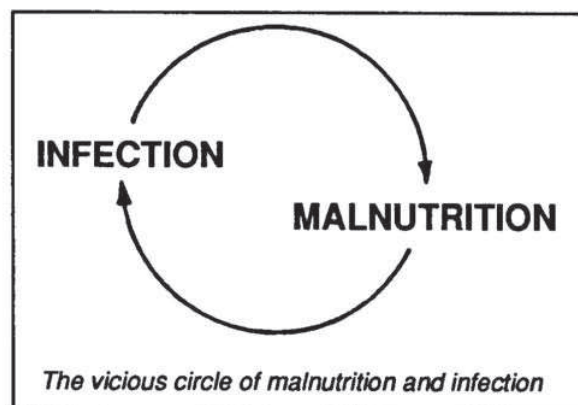 INFECTION
MALNUTRITION
The vicious circle of malnutrition and infection